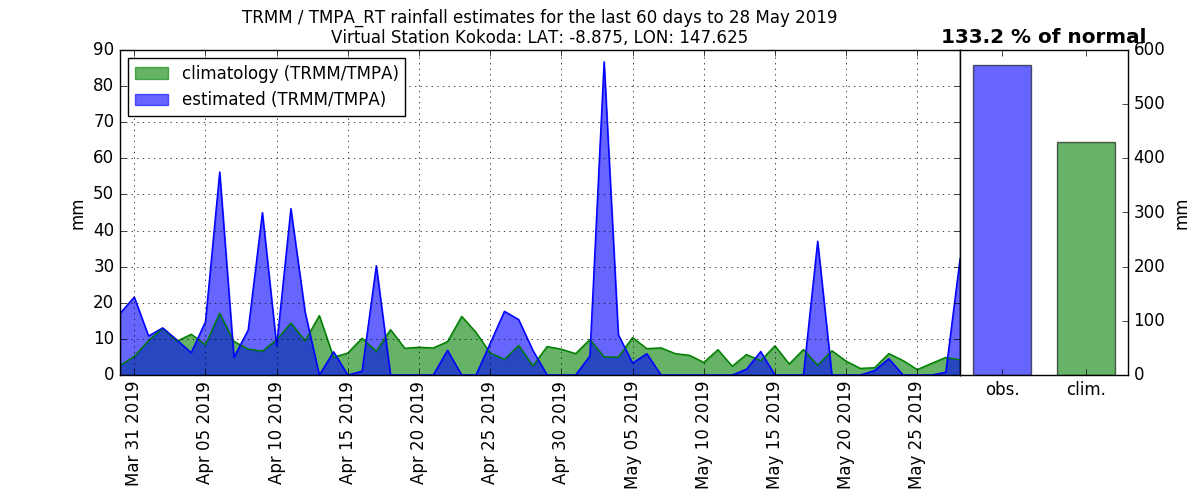 TRMM / TMPA_RT rainfall estimates for the last 60 days to 28 May 2019
Virtual Station Kokoda: LAT: -8.875, LON: 147.625
133.2 % of normal
climatology (TRMM/TMPA)
estimated (TRMM/TMPA)
90
80
70
60
50
40
30
20
10
0
mm
Mar 31 2019
Apr 05 2019
Apr 10 2019
Apr 15 2019
Apr 20 2019
Apr 25 2019
Apr 30 2019
May 05 2019
May 10 2019
May 15 2019
May 20 2019
May 25 2019
600
500
400
300
200
100
0
mm
obs.
clim.